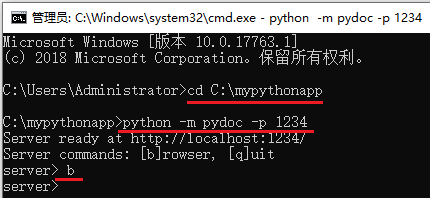 管理员: C:\Windows\system32\cmd.exe - python  -m pydoc -p 1234
Microsoft Windows [版本 10.0.17763.1]
(c) 2018 Microsoft Corporation。保留所有权利。
C:\Users\Administrator>cd C:\mypythonapp
C:\mypythonapp>python -m pydoc -p 1234
Server ready at http://localhost:1234/
Server commands: [b]rowser, [q]uit
server> b
server>